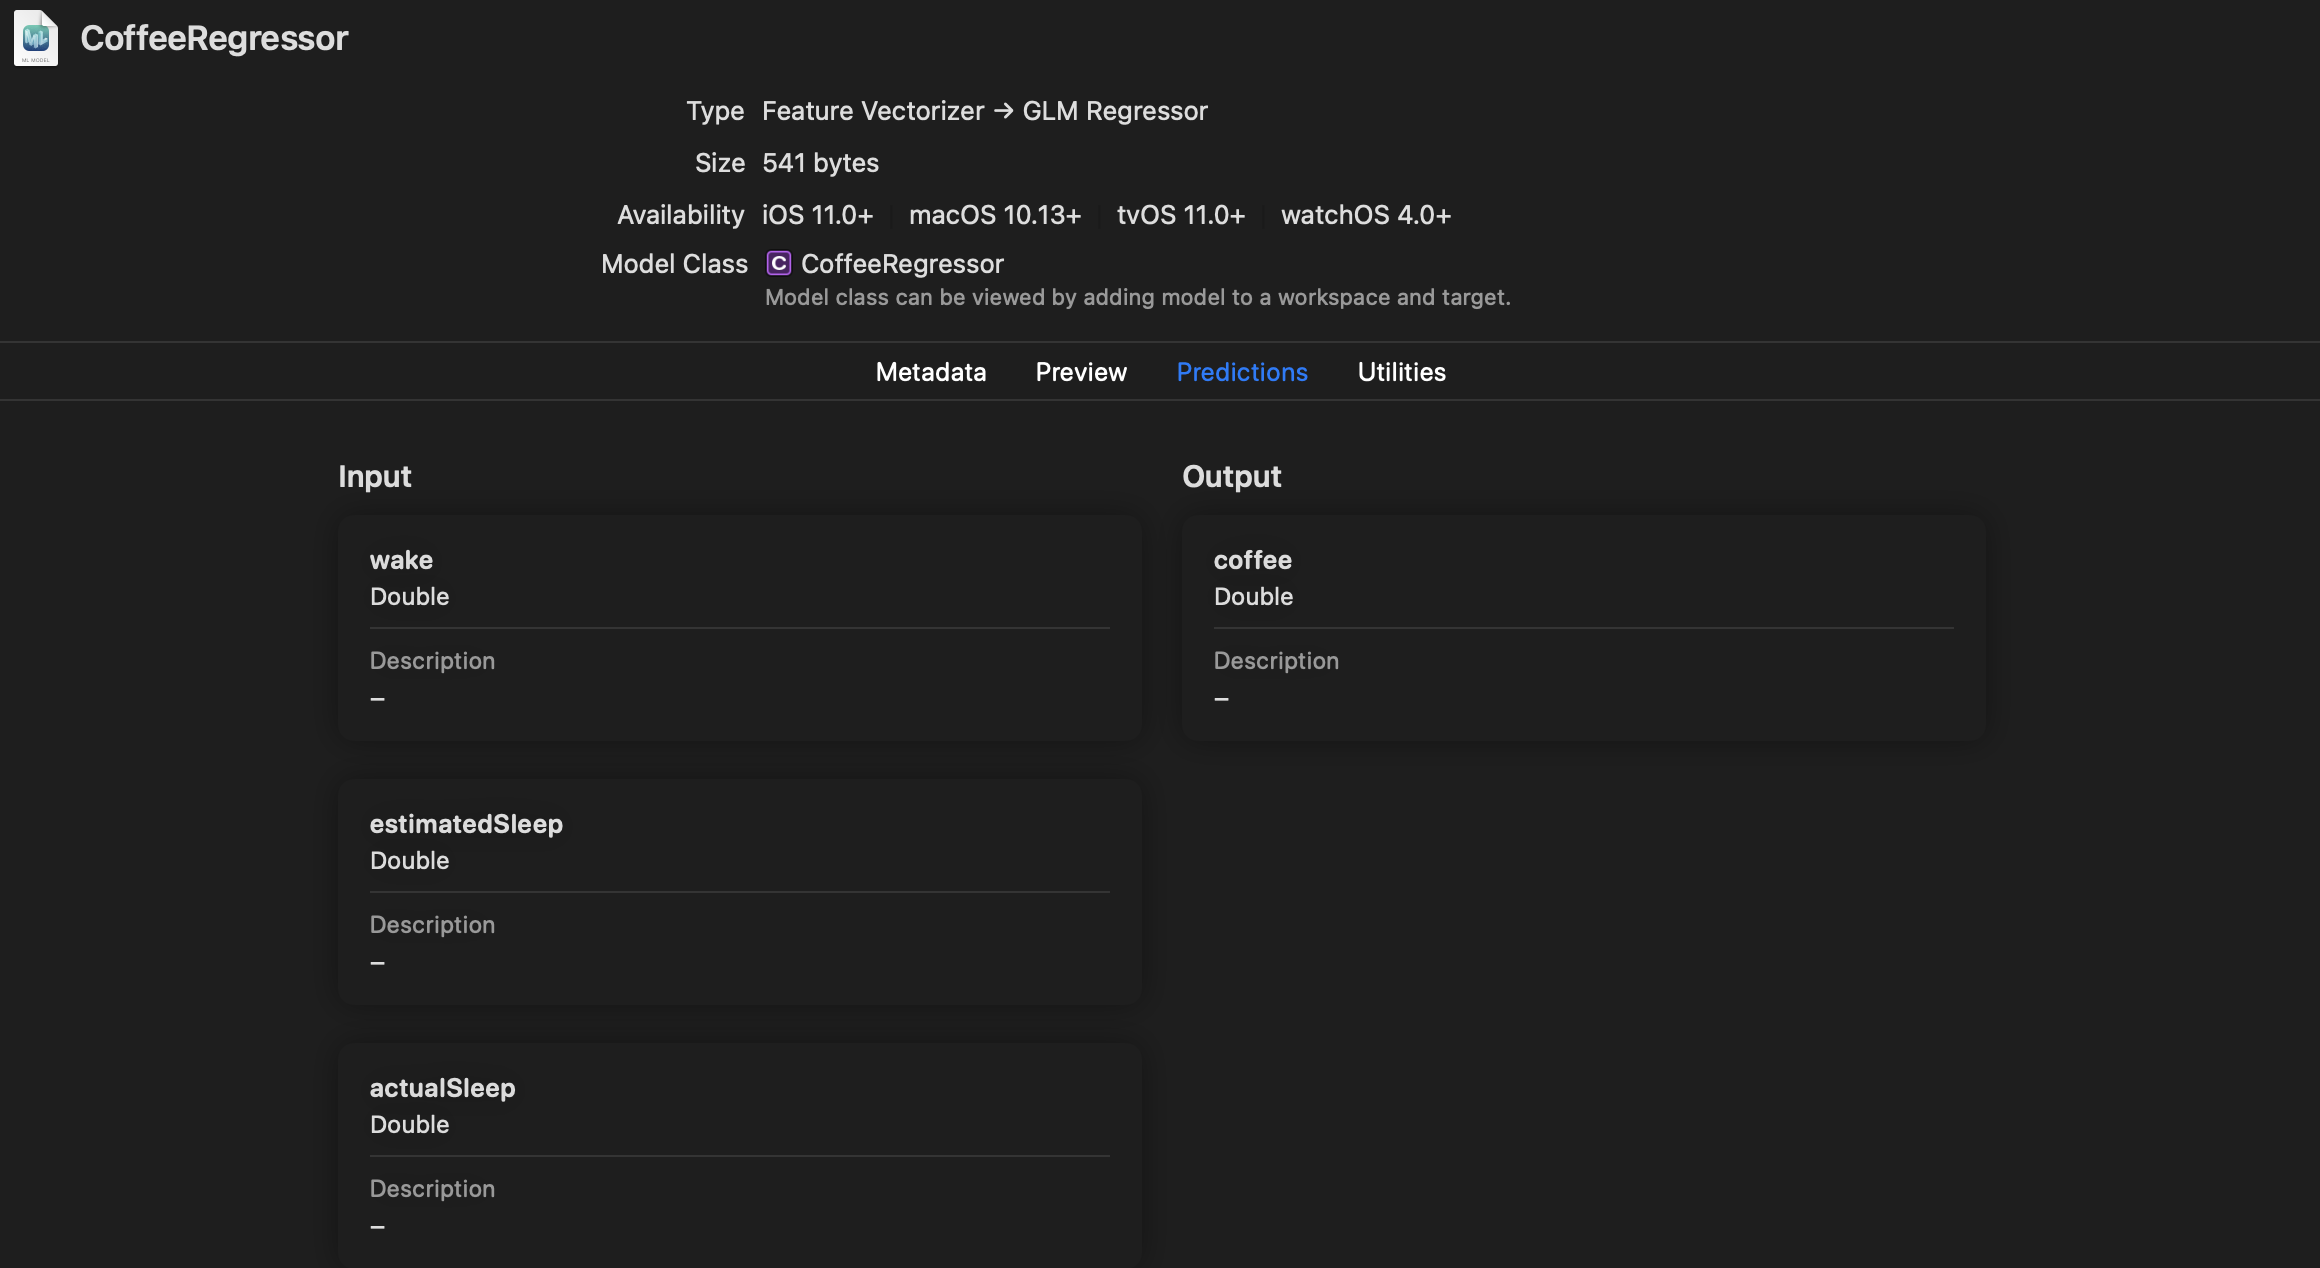 CoffeeRegressor
ML MODEL
Type Feature Vectorizer → GLM Regressor
Size 541 bytes
Availability iOS 11.0+ macOS 10.13+ tvOS 11.0+ watchOS 4.0+
Model Class C CoffeeRegressor
Model class can be viewed by adding model to a workspace and target.
Metadata Preview Predictions Utilities
Input
wake
Double
Description
–
estimatedSleep
Double
Description
–
actualSleep
Double
Description
–
Output
coffee
Double
Description
–